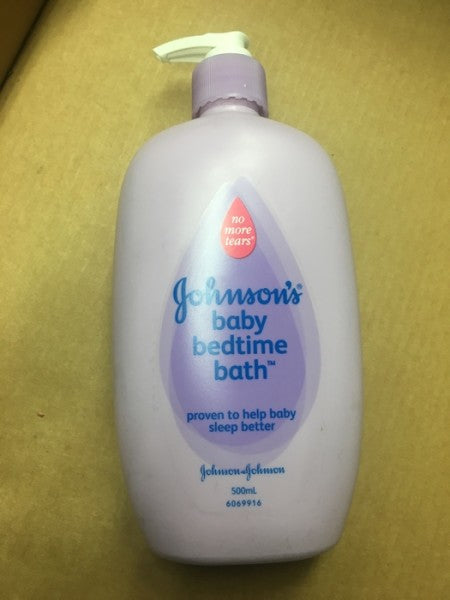 no
more
tears®
Johnson's®
baby
bedtime
bath™
proven to help baby
sleep better
Johnson & Johnson
500mL
6069916